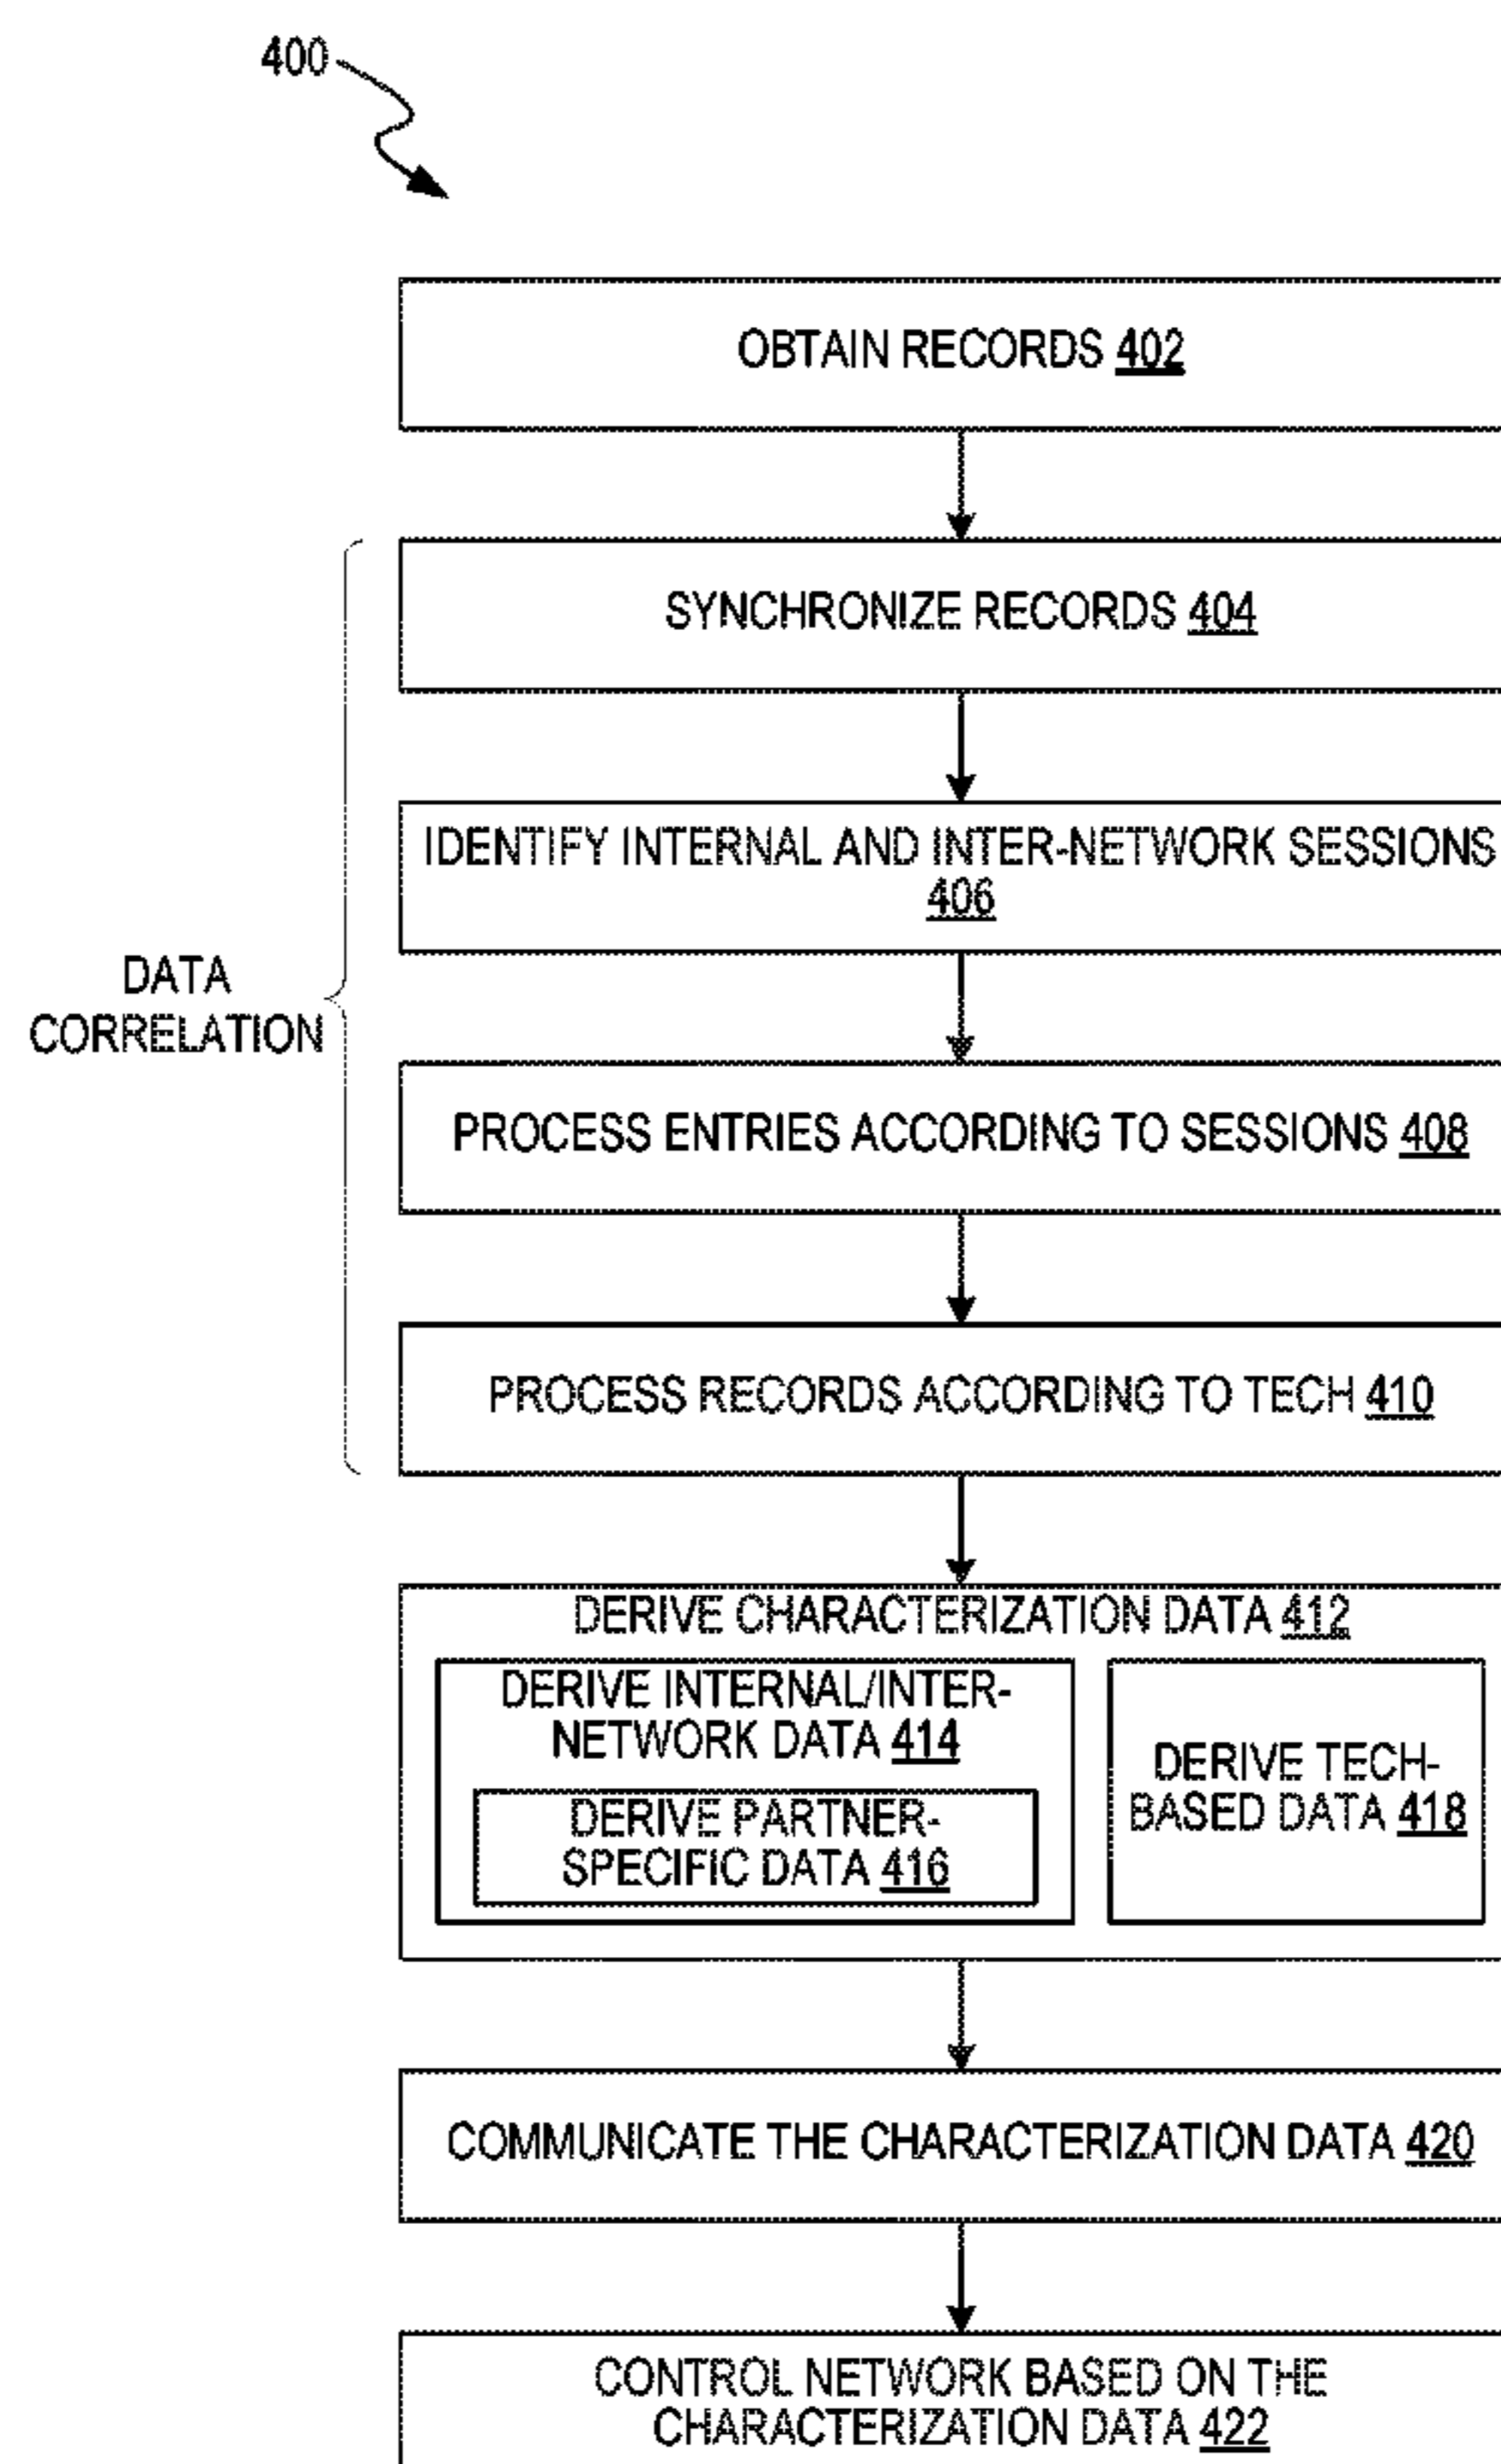 400
OBTAIN RECORDS 402
SYNCHRONIZE RECORDS 404
IDENTIFY INTERNAL AND INTER-NETWORK SESSIONS
406
DATA
CORRELATION
PROCESS ENTRIES ACCORDING TO SESSIONS 408
PROCESS RECORDS ACCORDING TO TECH 410
DERIVE CHARACTERIZATION DATA 412
DERIVE INTERNAL/INTER-
NETWORK DATA 414
DERIVE PARTNER-
SPECIFIC DATA 416
DERIVE TECH-
BASED DATA 418
COMMUNICATE THE CHARACTERIZATION DATA 420
CONTROL NETWORK BASED ON THE
CHARACTERIZATION DATA 422